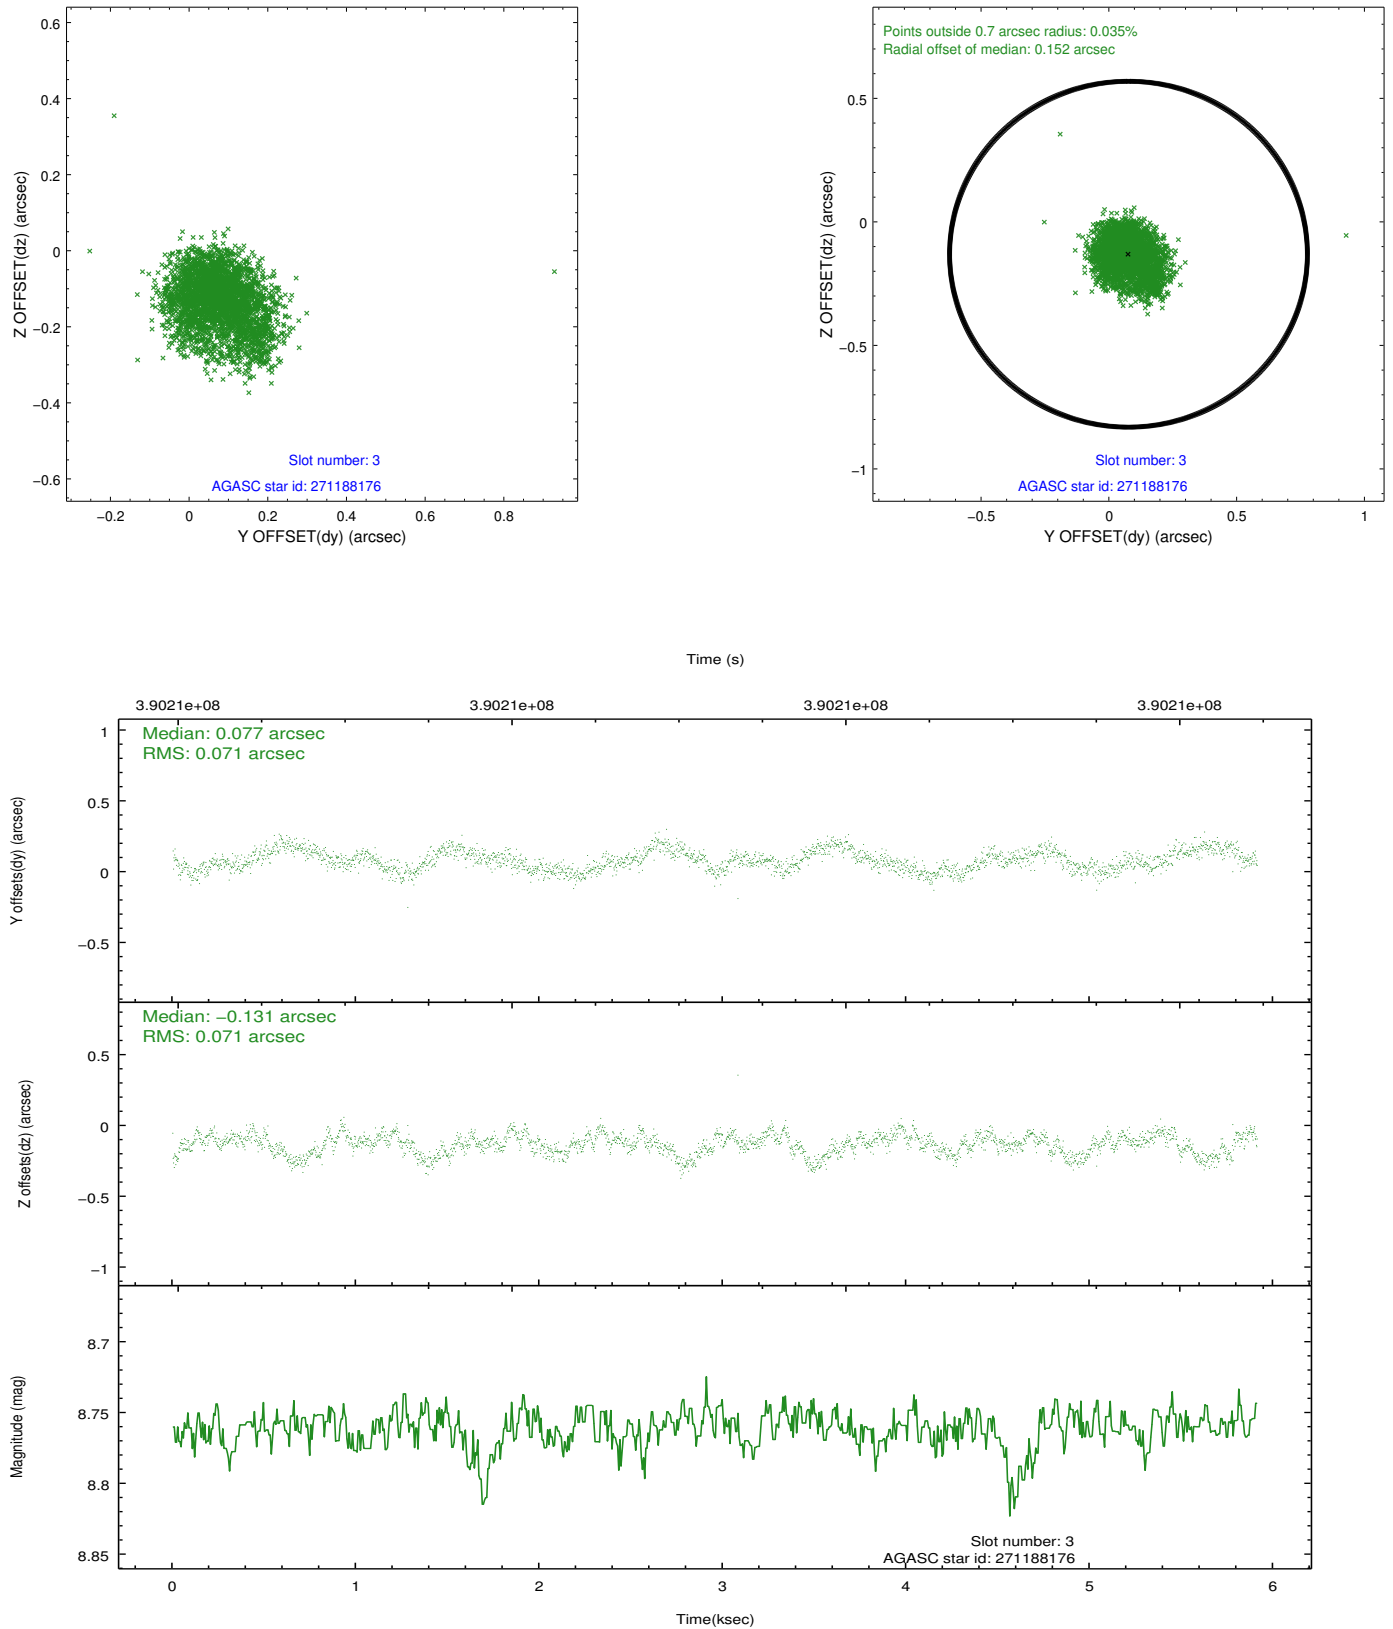 0.6
0.4
0.2
0
−0.2
−0.4
−0.6
Z OFFSET(dz) (arcsec)
Slot number: 3
AGASC star id: 271188176
−0.2 0 0.2 0.4 0.6 0.8
Y OFFSET(dy) (arcsec)
Points outside 0.7 arcsec radius: 0.035%
Radial offset of median: 0.152 arcsec
0.5
0
−0.5
−1
Z OFFSET(dz) (arcsec)
Slot number: 3
AGASC star id: 271188176
−0.5 0 0.5 1
Y OFFSET(dy) (arcsec)
Time (s)
3.9021e+08 3.9021e+08 3.9021e+08 3.9021e+08
Median: 0.077 arcsec
RMS: 0.071 arcsec
1
0.5
0
−0.5
Y offsets(dy) (arcsec)
Median: −0.131 arcsec
RMS: 0.071 arcsec
0.5
0
−0.5
−1
Z offsets(dz) (arcsec)
8.7
8.75
8.8
8.85
Magnitude (mag)
Slot number: 3
AGASC star id: 271188176
0 1 2 3 4 5 6
Time(ksec)